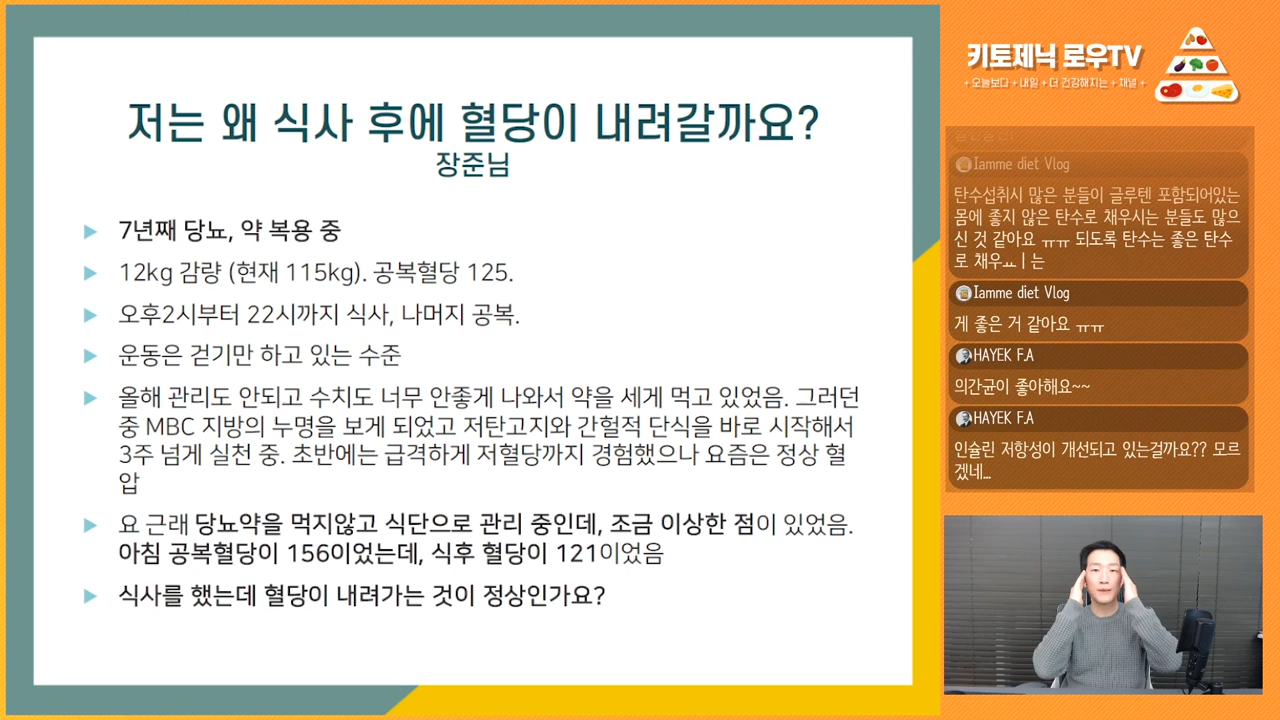 저는 왜 식사 후에 혈당이 내려갈까요?
장준님
7년째 당뇨, 약 복용 중
12kg 감량 (현재 115kg). 공복혈당 125.
오후2시부터 22시까지 식사, 나머지 공복.
운동은 걷기만 하고 있는 수준
올해 관리도 안되고 수치도 너무 안좋게 나와서 약을 세게 먹고 있었음. 그러던
중 MBC 지방의 누명을 보게 되었고 저탄고지와 간헐적 단식을 바로 시작해서
3주 넘게 실천 중. 초반에는 급격하게 저혈당까지 경험했으나 요즘은 정상 혈
압
요 근래 당뇨약을 먹지않고 식단으로 관리 중인데, 조금 이상한 점이 있었음.
아침 공복혈당이 156이었는데, 식후 혈당이 121이었음
식사를 했는데 혈당이 내려가는 것이 정상인가요?
키토제닉 로우TV
+ 오늘보다 + 내일 + 더 건강해지는 + 채널 +
Iamme diet Vlog
탄수섭취시 많은 분들이 글루텐 포함되어있는
몸에 좋지 않은 탄수로 채우시는 분들도 많으
신 것 같아요 ㅠㅠ 되도록 탄수는 좋은 탄수
로 채우ㅛㅣ는
Iamme diet Vlog
게 좋은 거 같아요 ㅠㅠ
HAYEK F.A
의간균이 좋아해요~~
HAYEK F.A
인슐린 저항성이 개선되고 있는걸까요?? 모르
겠네...